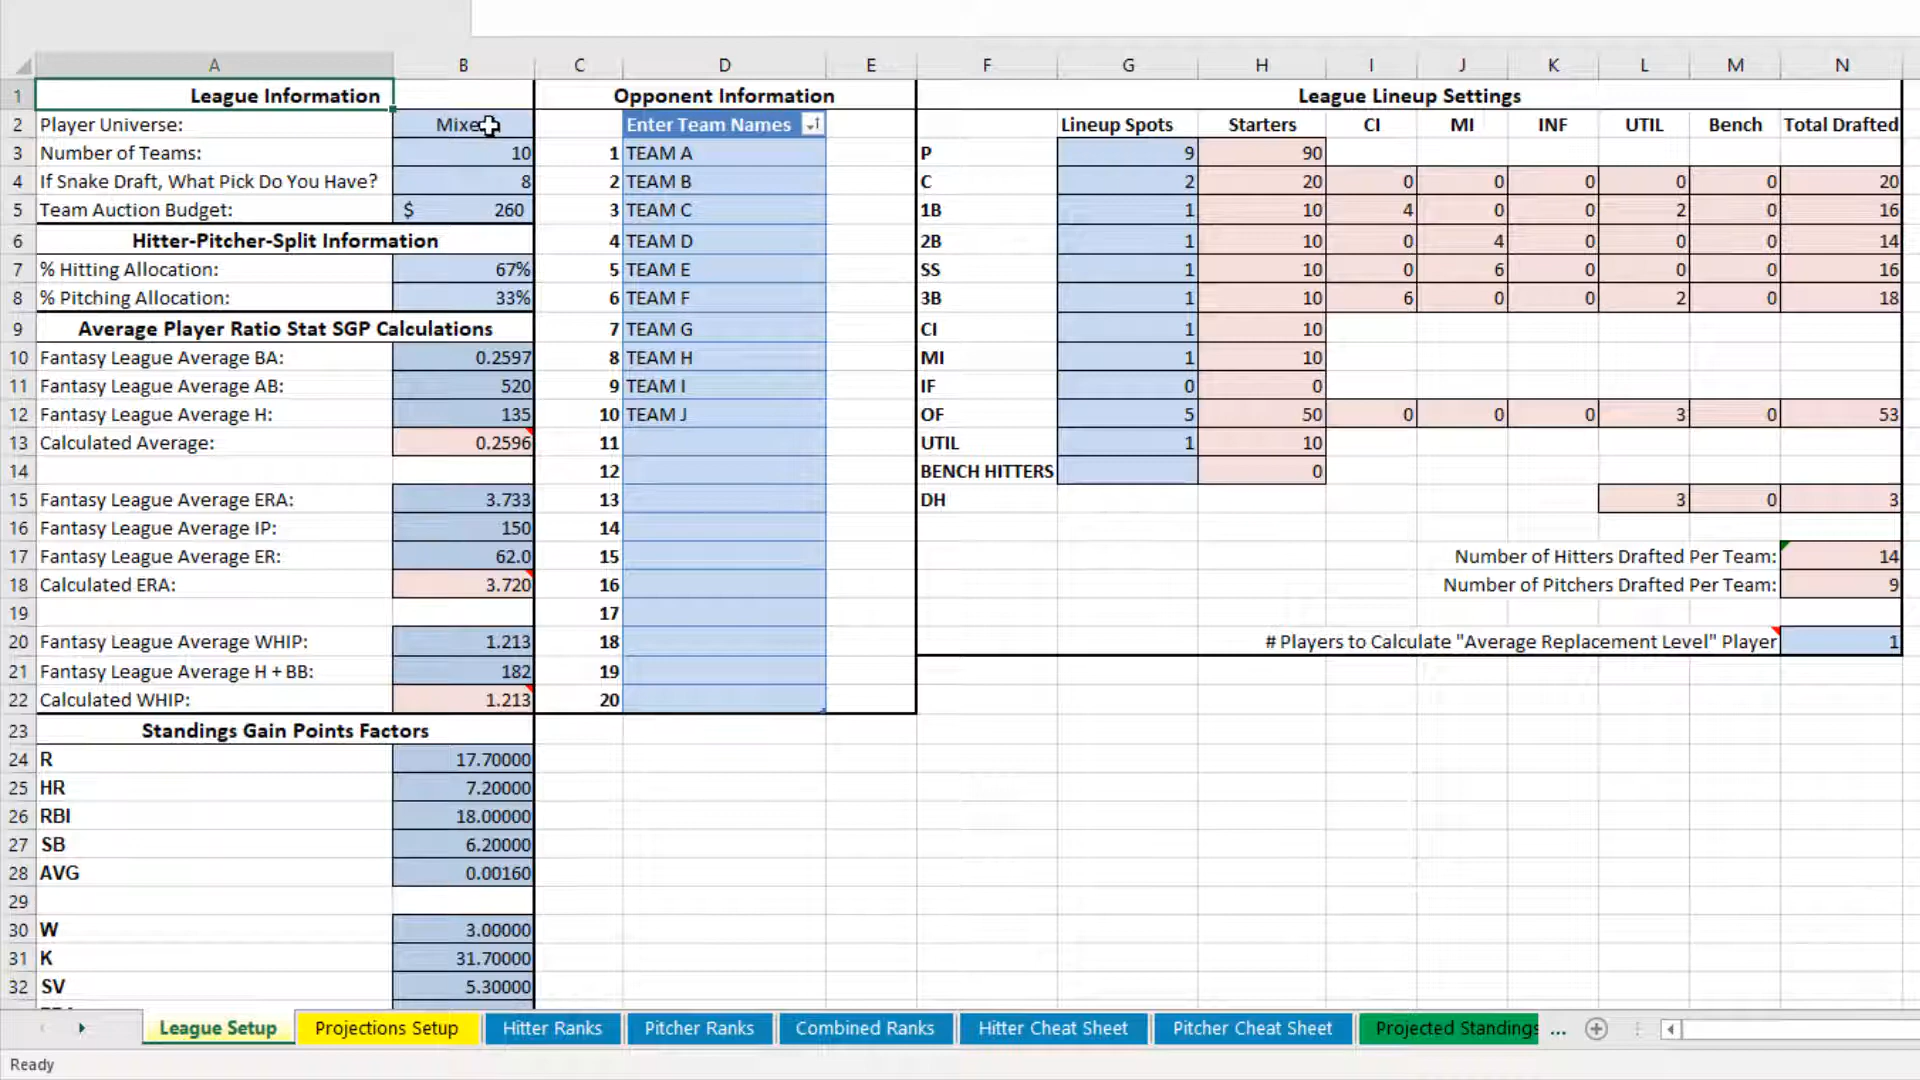 A B C D E F G H I J K L M N
1 League Information Opponent Information League Lineup Settings
2 Player Universe: Enter Team Names Lineup Spots Starters CI MI INF UTIL Bench Total Drafted
3 Number of Teams: 10 1 TEAM A P 9 90
4 If Snake Draft, What Pick Do You Have? 8 2 TEAM B C 2 20 0 0 0 0 0 20
5 Team Auction Budget: $ 260 3 TEAM C 1B 1 10 4 0 0 2 0 16
6 Hitter-Pitcher-Split Information 4 TEAM D 2B 1 10 0 4 0 0 0 14
7 % Hitting Allocation: 67% 5 TEAM E SS 1 10 0 6 0 0 0 16
8 % Pitching Allocation: 33% 6 TEAM F 3B 1 10 6 0 0 2 0 18
9 Average Player Ratio Stat SGP Calculations 7 TEAM G CI 1 10
10 Fantasy League Average BA: 0.2597 8 TEAM H MI 1 10
11 Fantasy League Average AB: 520 9 TEAM I IF 0 0
12 Fantasy League Average H: 135 10 TEAM J OF 5 50 0 0 0 3 0 53
13 Calculated Average: 0.2596 11 UTIL 1 10
14 12 BENCH HITTERS 0
15 Fantasy League Average ERA: 3.733 13 DH 3 0 3
16 Fantasy League Average IP: 150 14
17 Fantasy League Average ER: 62.0 15 Number of Hitters Drafted Per Team: 14
18 Calculated ERA: 3.720 16 Number of Pitchers Drafted Per Team: 9
19 17
20 Fantasy League Average WHIP: 1.213 18 # Players to Calculate "Average Replacement Level" Player 1
21 Fantasy League Average H + BB: 182 19
22 Calculated WHIP: 1.213 20
23 Standings Gain Points Factors
24 R 17.70000
25 HR 7.20000
26 RBI 18.00000
27 SB 6.20000
28 AVG 0.00160
29
30 W 3.00000
31 K 31.70000
32 SV 5.30000
League Setup Projections Setup Hitter Ranks Pitcher Ranks Combined Ranks Hitter Cheat Sheet Pitcher Cheat Sheet Projected Standings ...
Ready